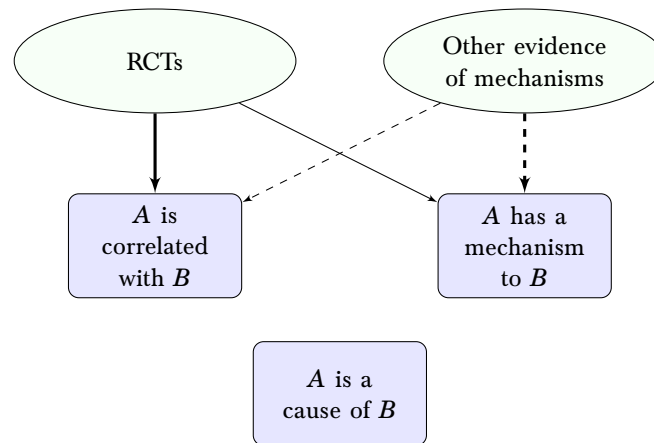 RCTs
Other evidence
of mechanisms
A is
correlated
with B
A has a
mechanism
to B
A is a
cause of B